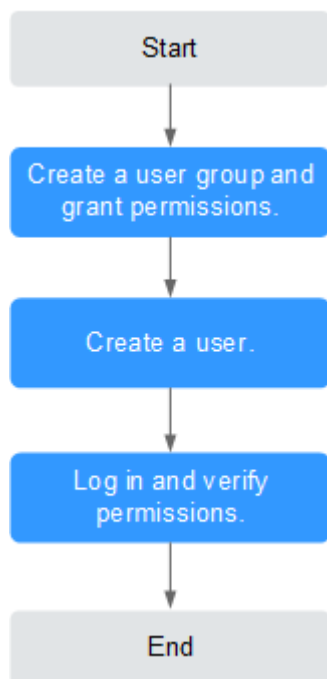 Start
Create a user group and
grant permissions.
Create a user.
Log in and verify
permissions.
End